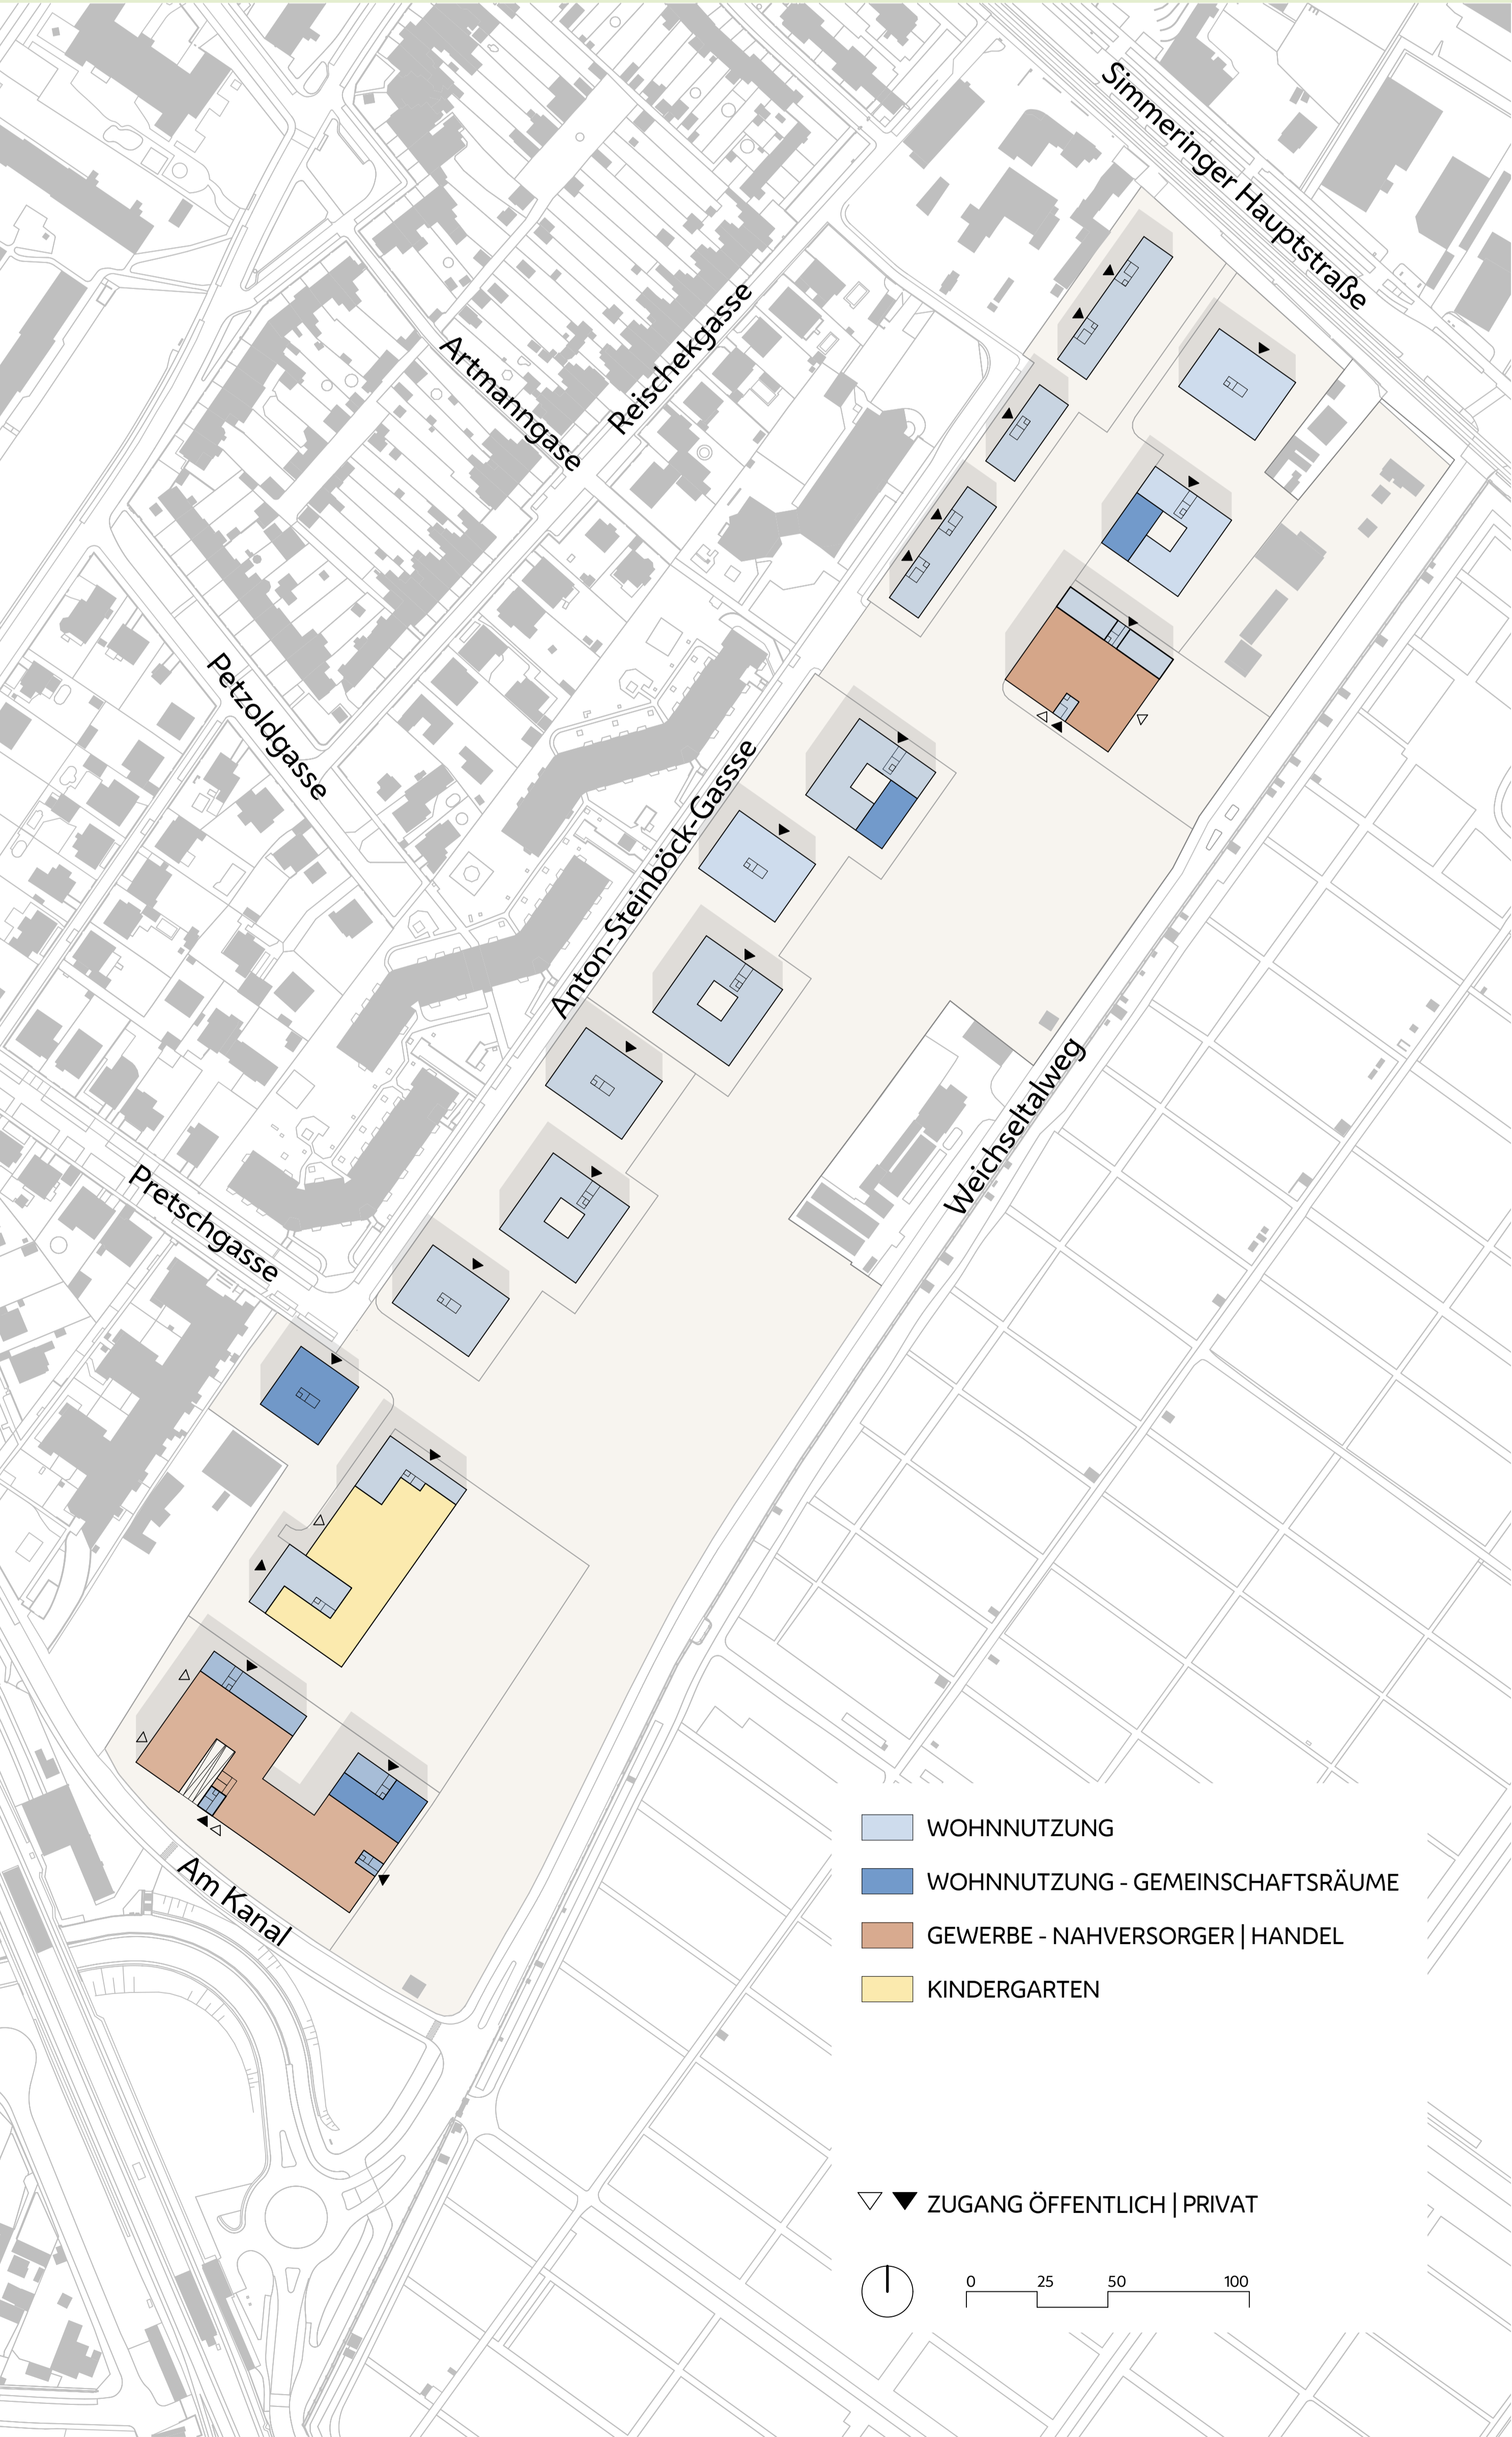 Simmeringer Hauptstraße
Reischekgasse
Artmanngase
Petzoldgasse
Anton-Steinböck-Gassse
Weichseltalweg
Pretschgasse
Am Kanal
WOHNNUTZUNG
WOHNNUTZUNG - GEMEINSCHAFTSRÄUME
GEWERBE - NAHVERSORGER | HANDEL
KINDERGARTEN
ZUGANG ÖFFENTLICH | PRIVAT
0 25 50 100